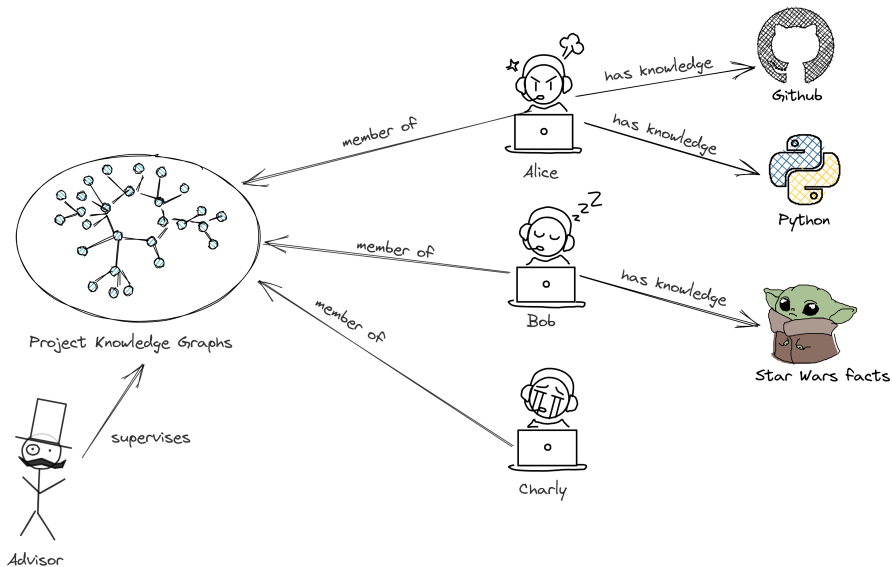 has knowledge
Github
member of
has knowledge
Alice
Python
zzz
member of
has knowledge
Project Knowledge Graphs
member of
Bob
Star Wars facts
supervises
Charly
Advisor